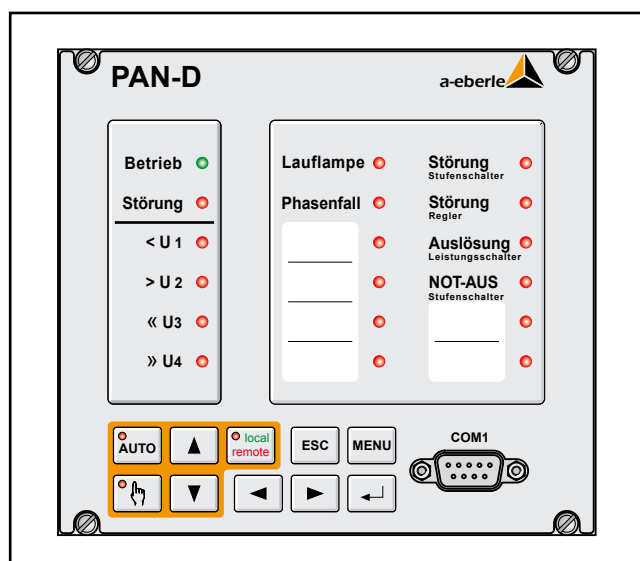 PAN-D
a-eberle
Betrieb
Störung
< U 1
> U 2
« U3
» U4
Lauflampe
Phasenfall
Störung
Stufenschalter
Störung
Regler
Auslösung
Leistungsschalter
NOT-AUS
Stufenschalter
AUTO
local
remote
ESC
MENU
COM1